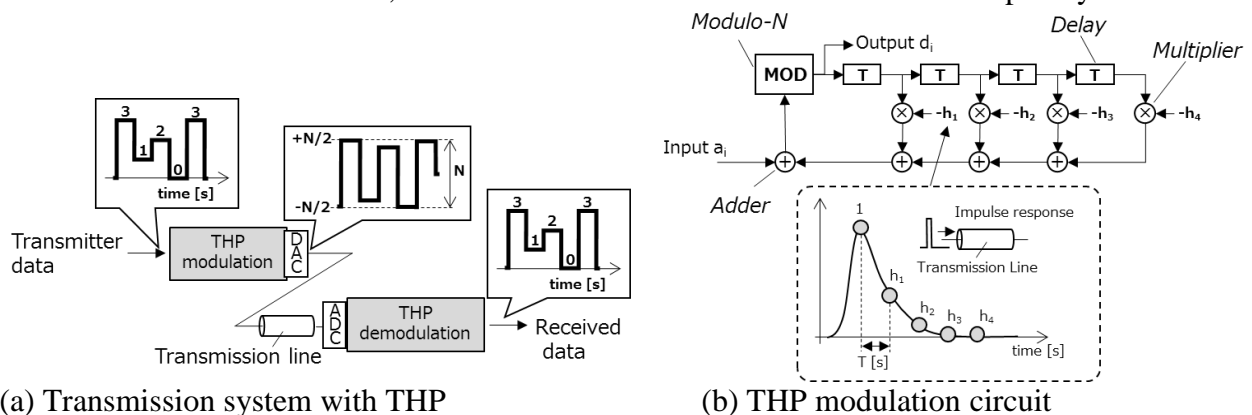 Modulo-N
Output dᵢ
Delay
Multiplier
MOD
T
T
T
T
-h₁
-h₂
-h₃
-h₄
Input aᵢ
Adder
1
Impulse response
Transmission Line
h₁
h₂
h₃
h₄
T [s]
time [s]
3
1
2
0
3
time [s]
+N/2
-N/2
N
3
1
2
0
3
time [s]
Transmitter
data
THP
modulation
DAC
ADC
THP
demodulation
Received
data
Transmission line
(a) Transmission system with THP
(b) THP modulation circuit